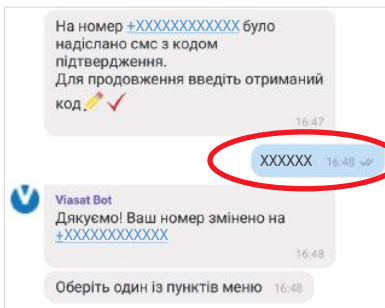 На номер +XXXXXXXXXXXX було
надіслано смс з кодом
підтвердження.
Для продовження введіть отриманий
код
16:47
XXXXXX 16:48
Viasat Bot
Дякуємо! Ваш номер змінено на
+XXXXXXXXXXXX
16:48
Оберіть один із пунктів меню 16:48